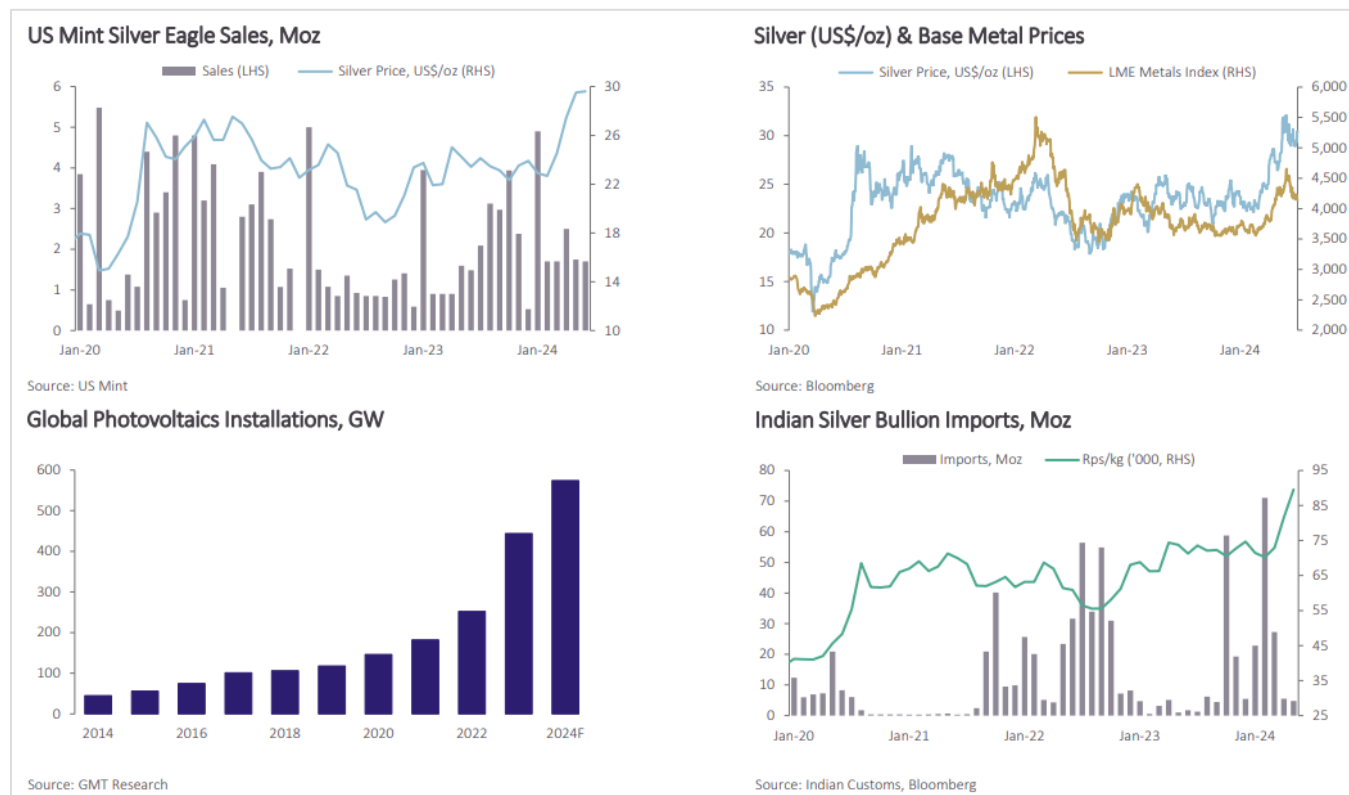 US Mint Silver Eagle Sales, Moz
Sales (LHS) Silver Price, US$/oz (RHS)
6 30
5 26
4
22
3
18
2
14
1
0 10
Jan-20 Jan-21 Jan-22 Jan-23 Jan-24
Source: US Mint
Silver (US$/oz) & Base Metal Prices
Silver Price, US$/oz (LHS) LME Metals Index (RHS)
35 6,000
5,500
30
5,000
25 4,500
4,000
20 3,500
3,000
15
2,500
10 2,000
Jan-20 Jan-21 Jan-22 Jan-23 Jan-24
Source: Bloomberg
Global Photovoltaics Installations, GW
600
500
400
300
200
100
0
2014 2016 2018 2020 2022 2024F
Source: GMT Research
Indian Silver Bullion Imports, Moz
Imports, Moz Rps/kg ('000, RHS)
80 95
70 85
60
75
50
65
40
30 55
20 45
10 35
0 25
Jan-20 Jan-21 Jan-22 Jan-23 Jan-24
Source: Indian Customs, Bloomberg